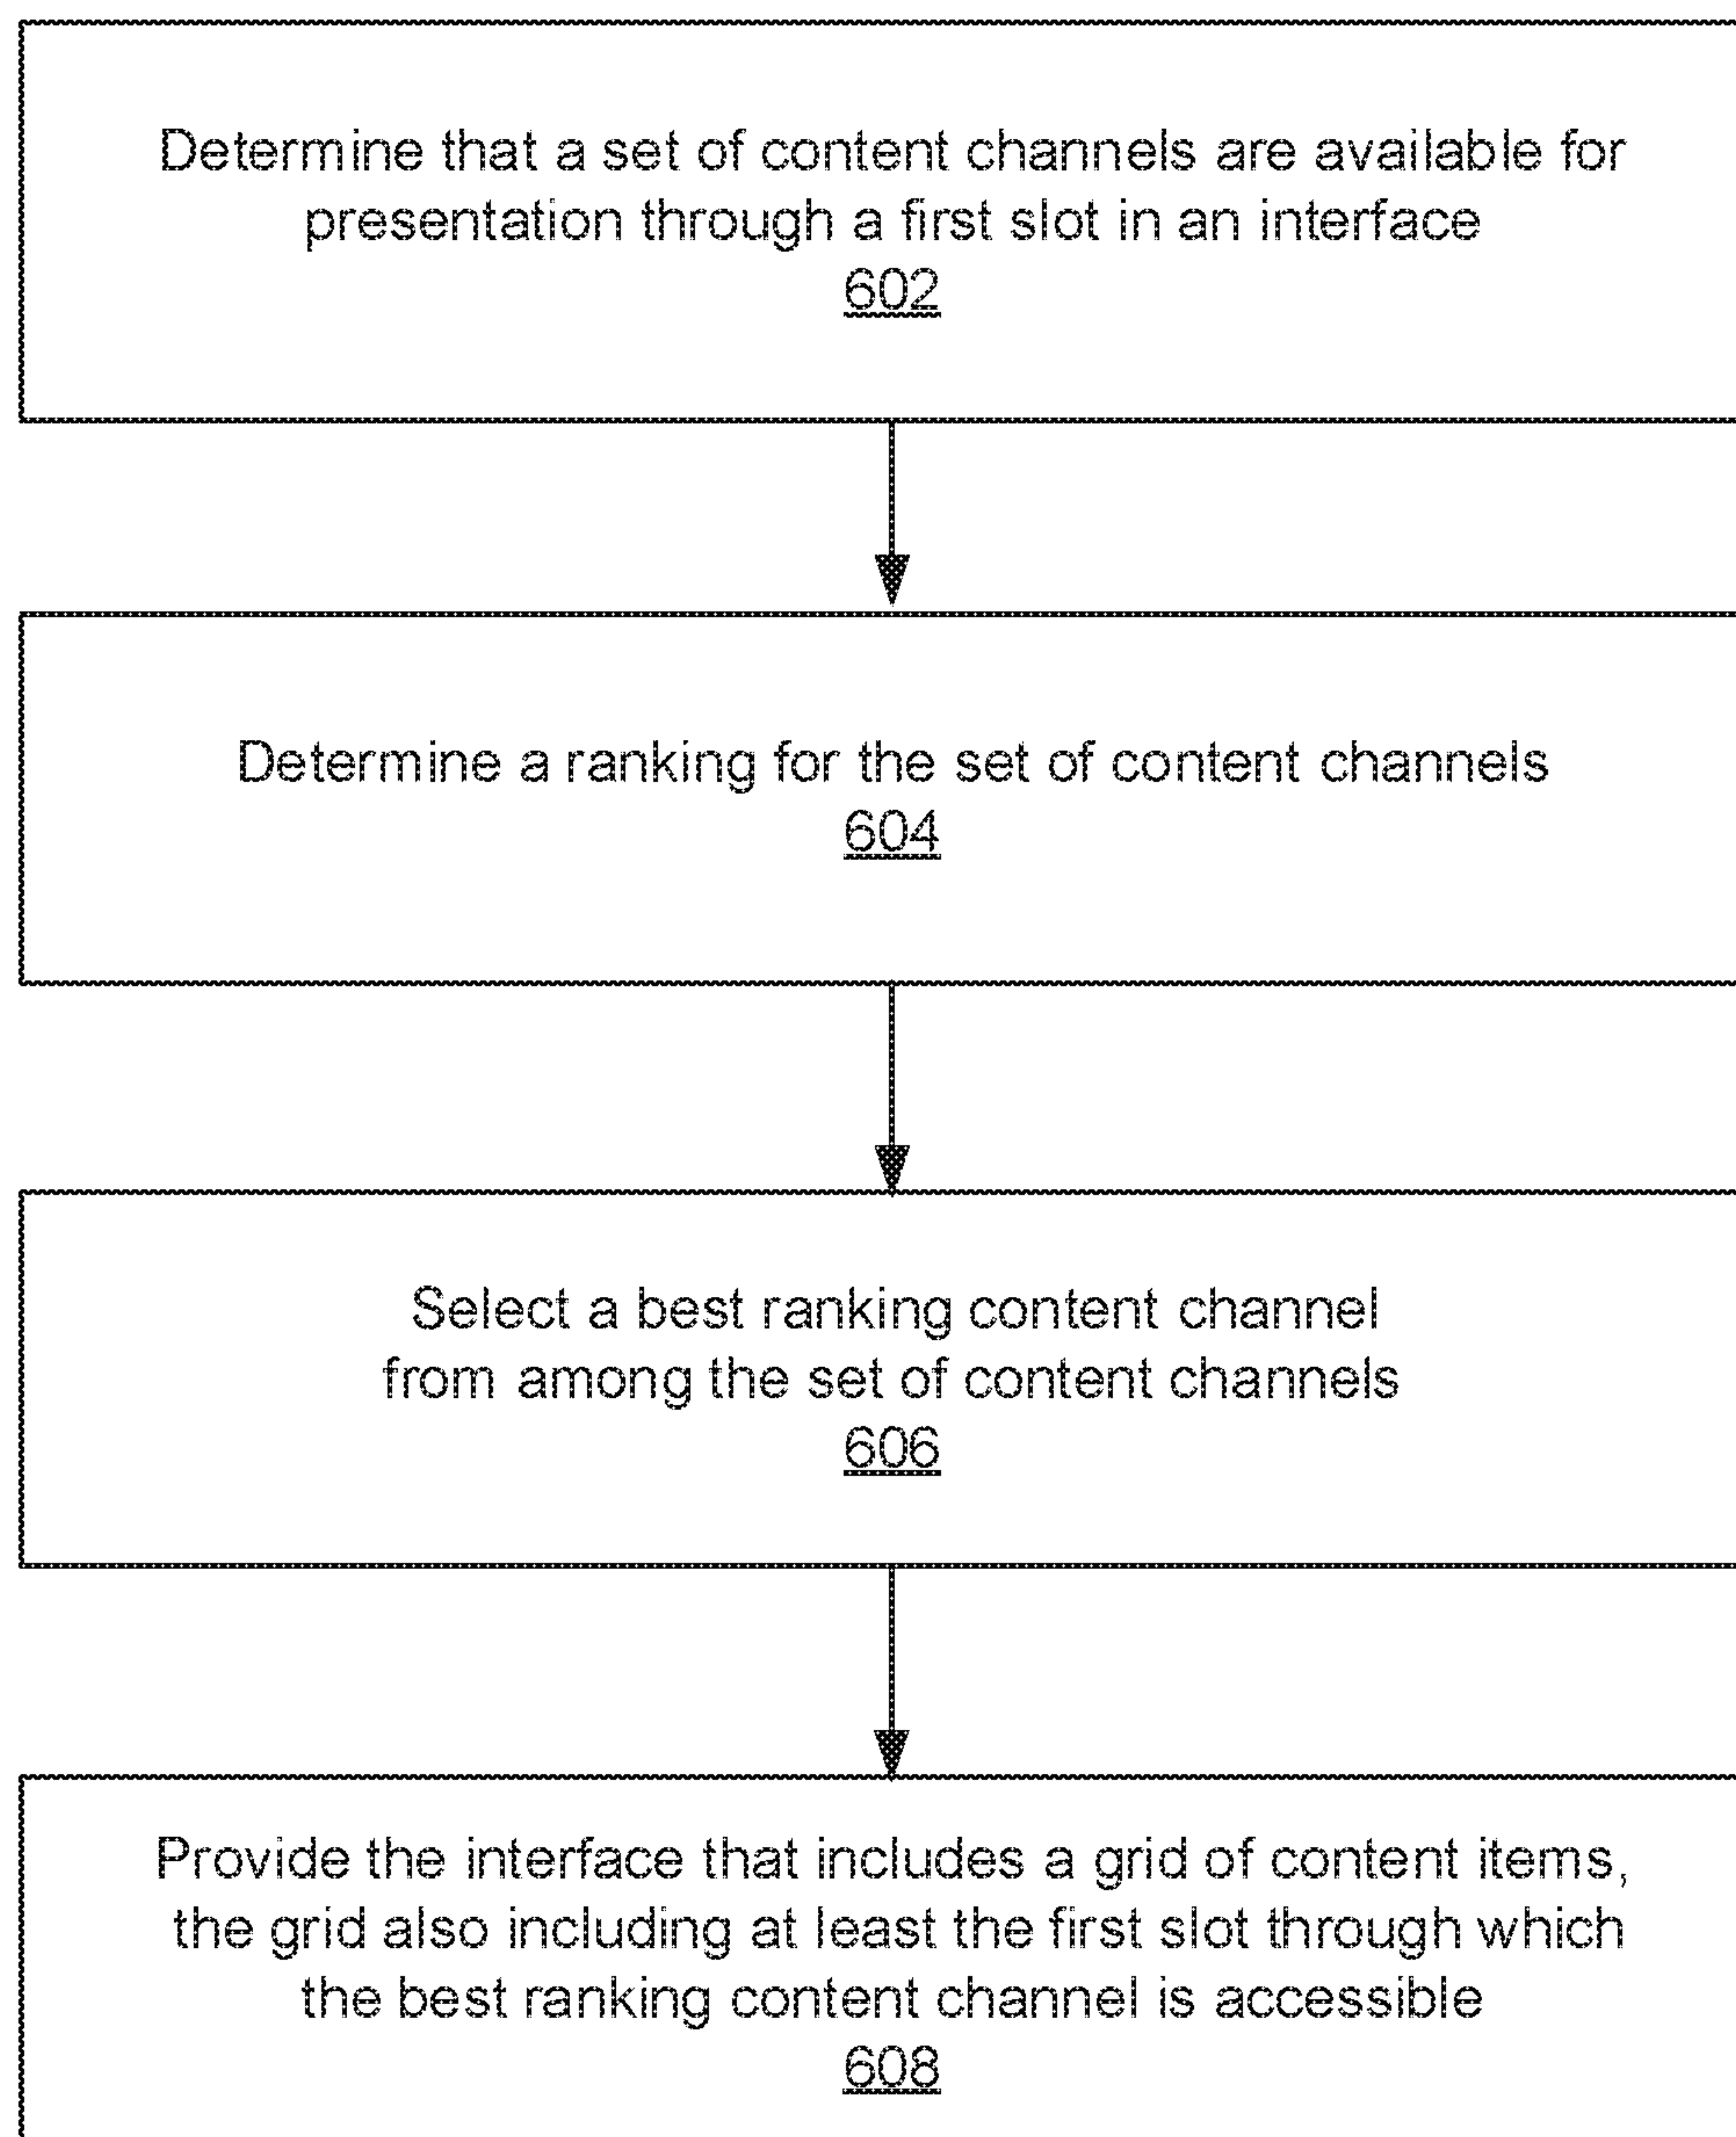 Determine that a set of content channels are available for
presentation through a first slot in an interface
602
Determine a ranking for the set of content channels
604
Select a best ranking content channel
from among the set of content channels
606
Provide the interface that includes a grid of content items,
the grid also including at least the first slot through which
the best ranking content channel is accessible
608